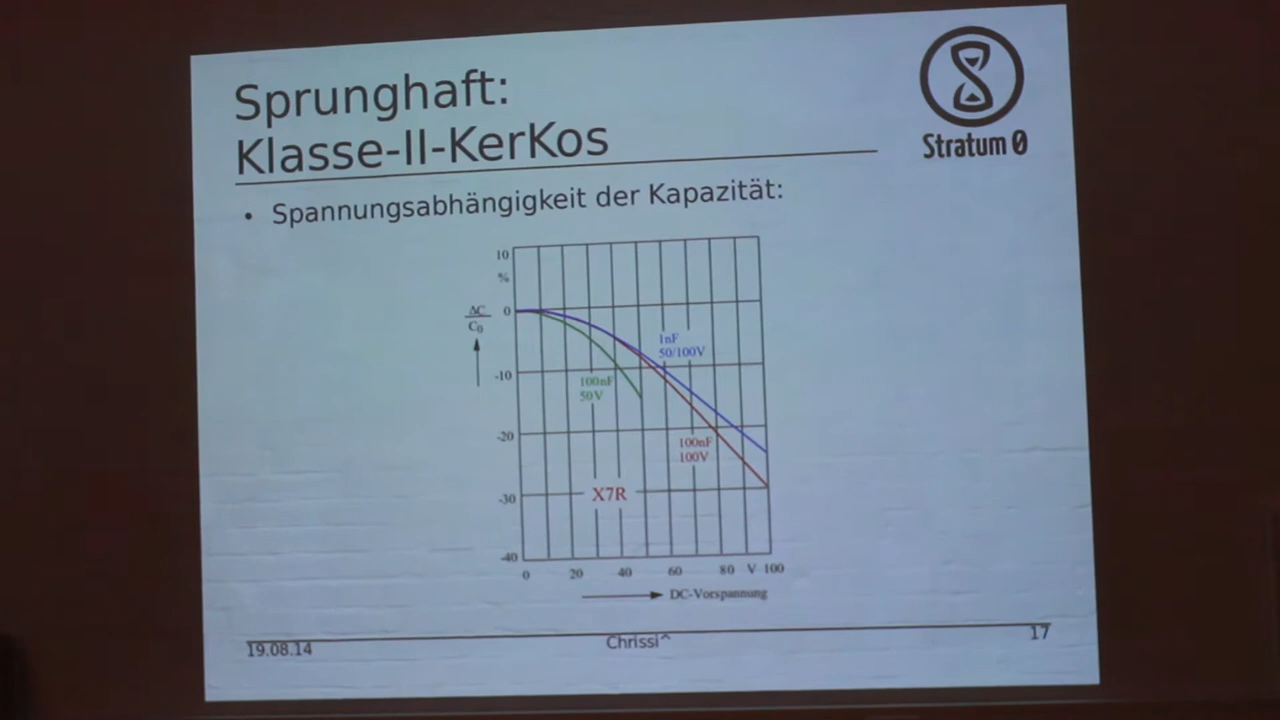 Sprunghaft:
Klasse-II-KerKos
Stratum 0
• Spannungsabhängigkeit der Kapazität:
10
%
ΔC
C0
0
-10
-20
-30
-40
1nF
50/100V
100nF
50V
100nF
100V
X7R
0 20 40 60 80 V 100
DC-Vorspannung
19.08.14 Chrissi^ 17